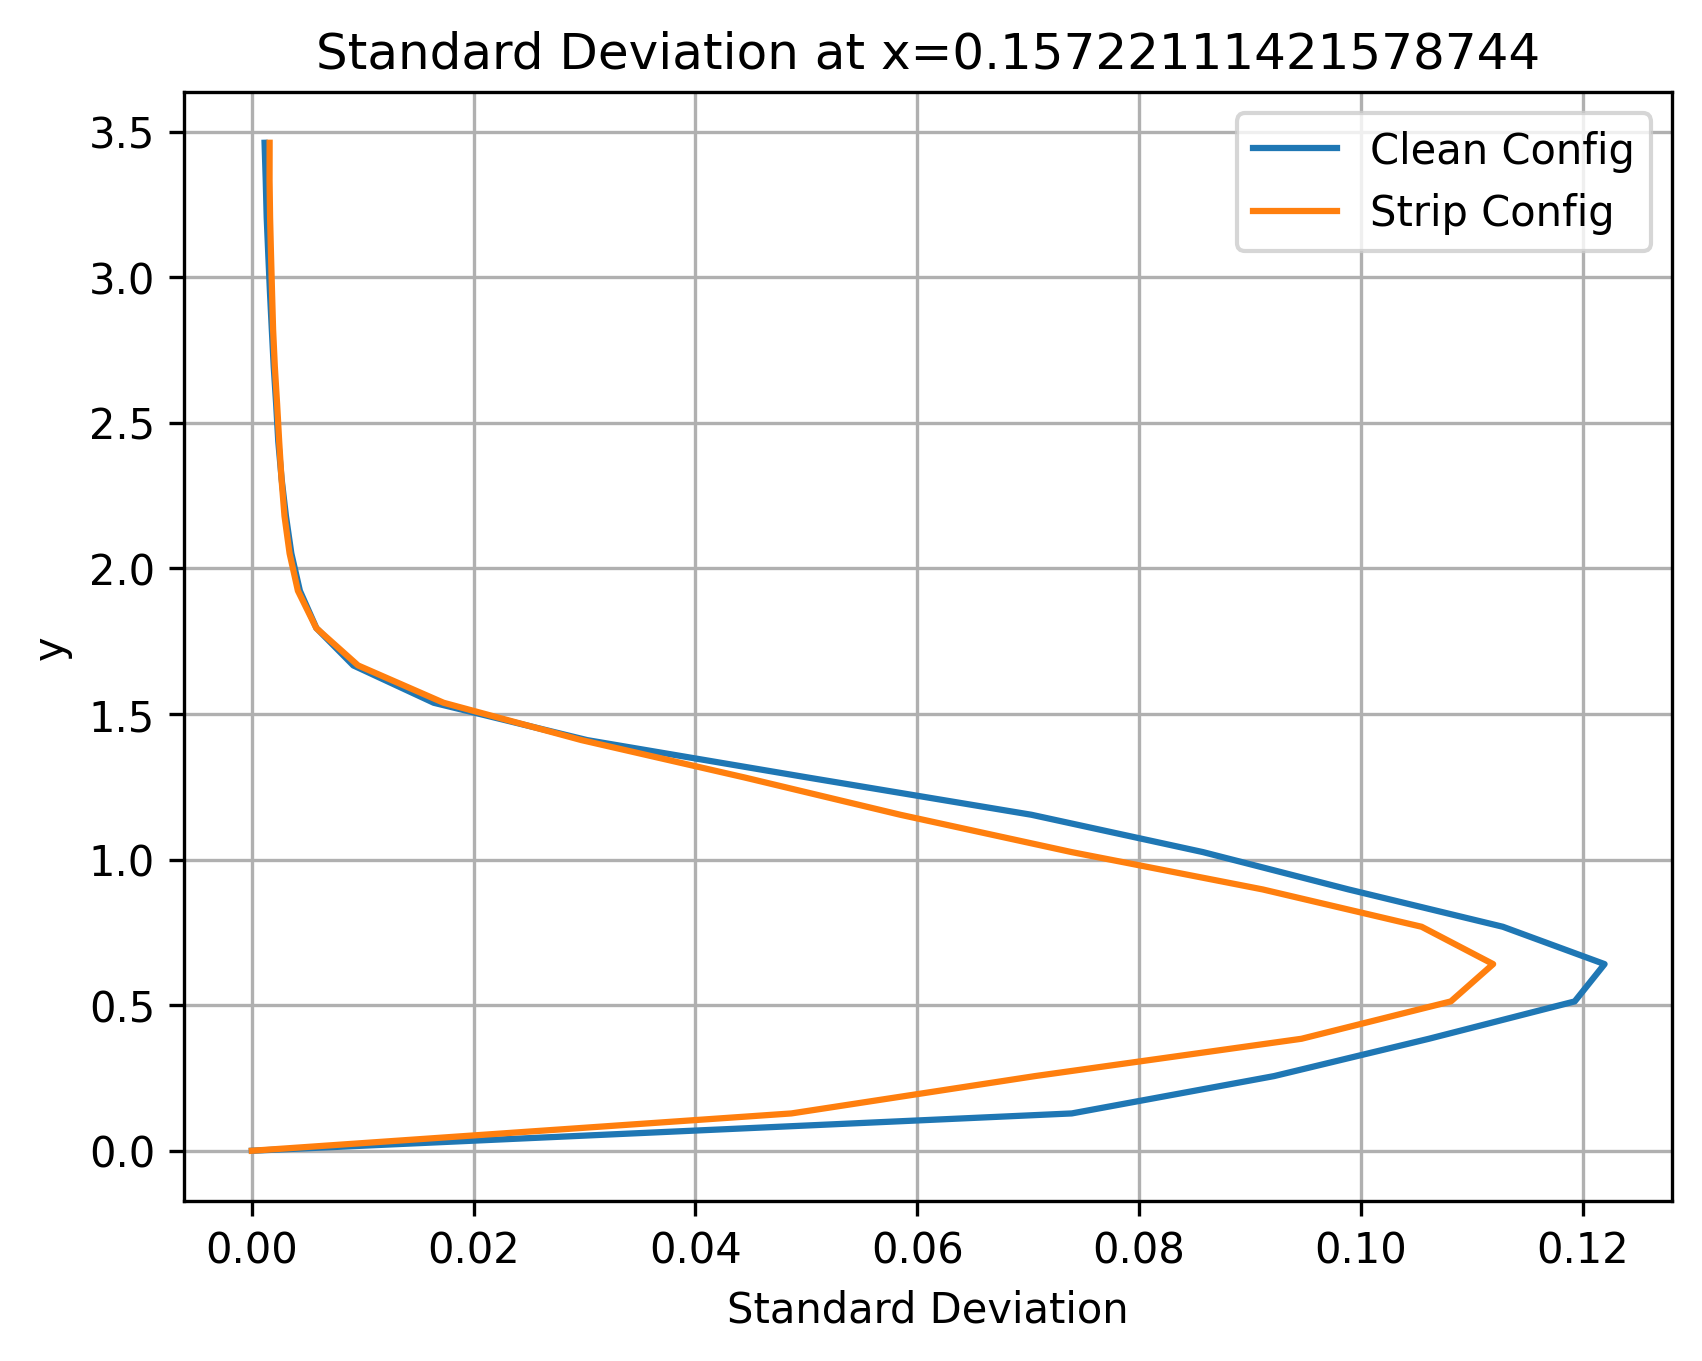 Standard Deviation at x=0.15722111421578744
Clean Config
Strip Config
3.5
3.0
2.5
2.0
1.5
1.0
0.5
0.0
y
0.00 0.02 0.04 0.06 0.08 0.10 0.12
Standard Deviation